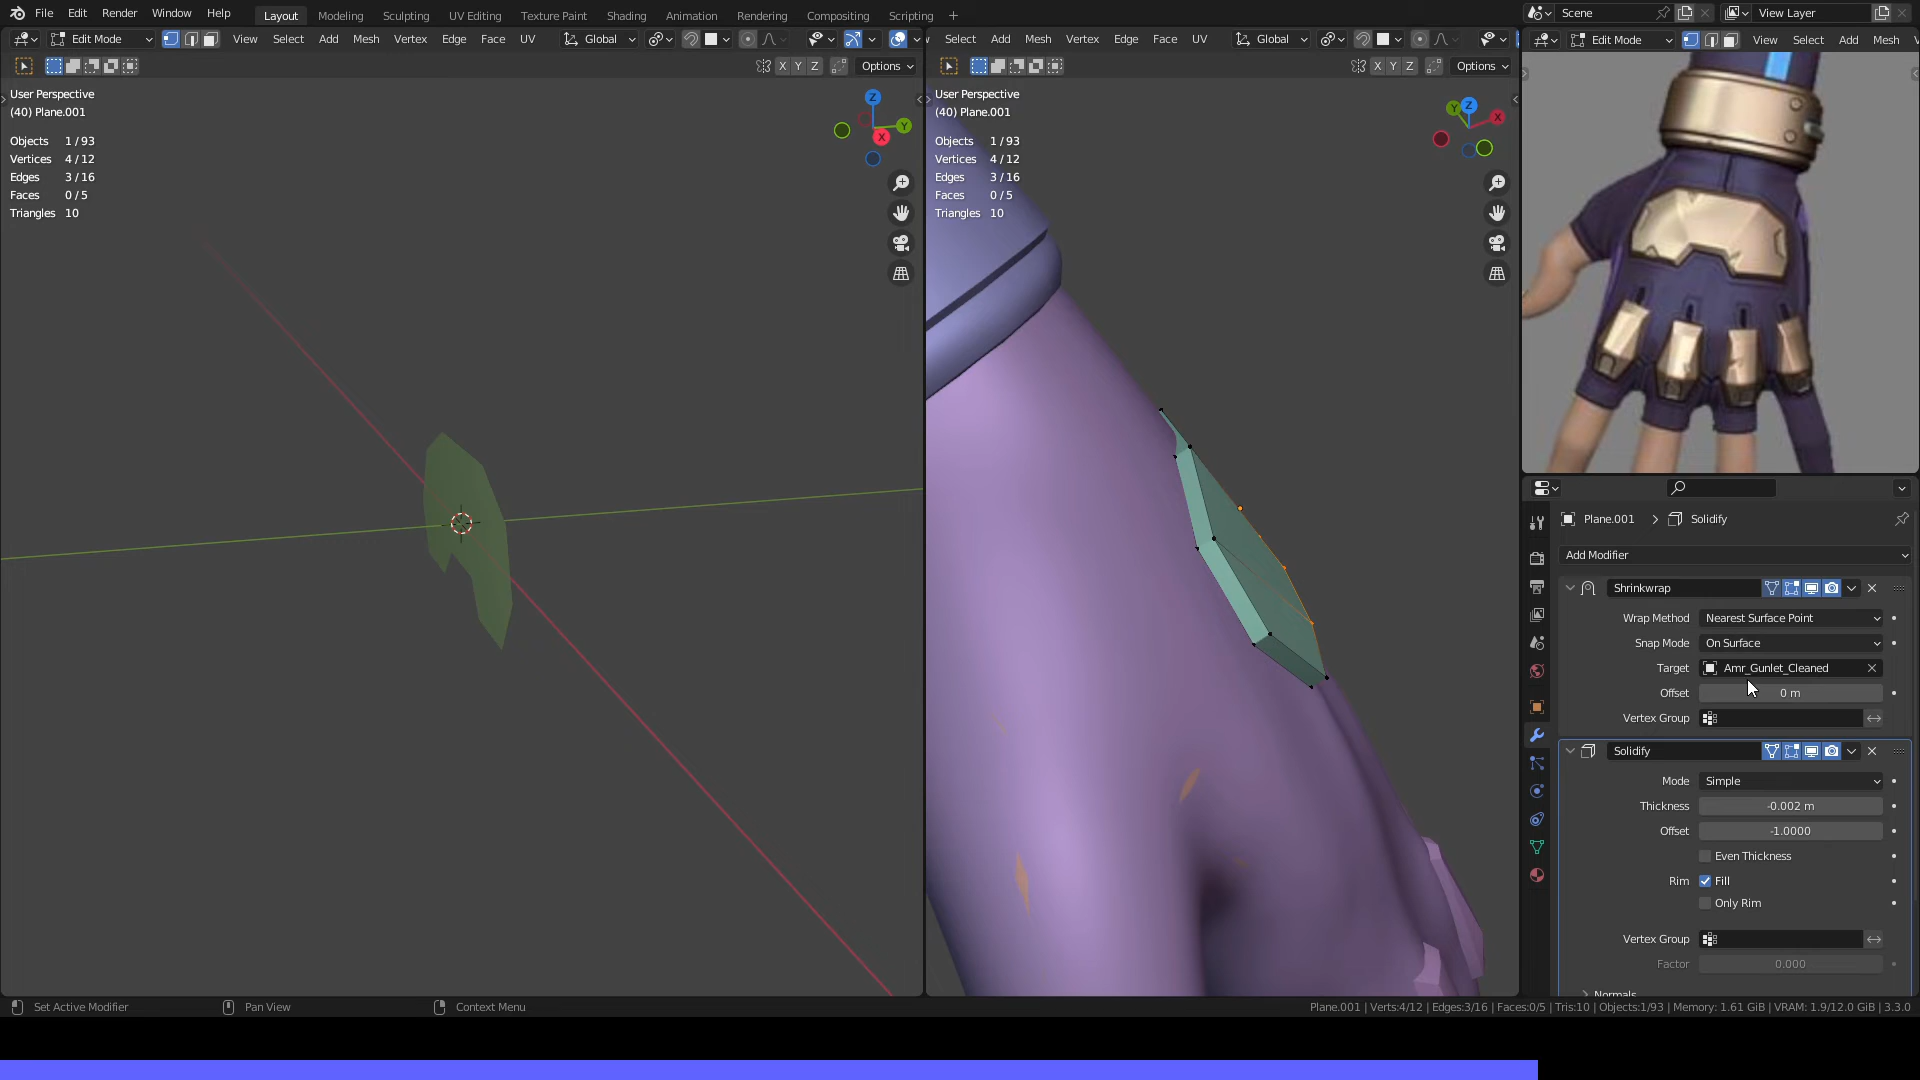 File Edit Render Window Help Layout Modeling Sculpting UV Editing Texture Paint Shading Animation Rendering Compositing Scripting + Scene View Layer
Edit Mode View Select Add Mesh Vertex Edge Face UV Global
Select Add Mesh Vertex Edge Face UV Global
Edit Mode View Select Add Mesh
X Y Z Options
X Y Z Options
User Perspective
(40) Plane.001
Objects 1 / 93
Vertices 4 / 12
Edges 3 / 16
Faces 0 / 5
Triangles 10
Z
Y
X
User Perspective
(40) Plane.001
Objects 1 / 93
Vertices 4 / 12
Edges 3 / 16
Faces 0 / 5
Triangles 10
Y Z X
Plane.001 > Solidify
Add Modifier
Shrinkwrap
Wrap Method Nearest Surface Point
Snap Mode On Surface
Target Amr_Gunlet_Cleaned
Offset 0 m
Vertex Group
Solidify
Mode Simple
Thickness -0.002 m
Offset -1.0000
Even Thickness
Rim Fill
Only Rim
Vertex Group
Factor 0.000
Normals
Set Active Modifier Pan View Context Menu Plane.001 | Verts:4/12 | Edges:3/16 | Faces:0/5 | Tris:10 | Objects:1/93 | Memory: 1.61 GiB | VRAM: 1.9/12.0 GiB | 3.3.0